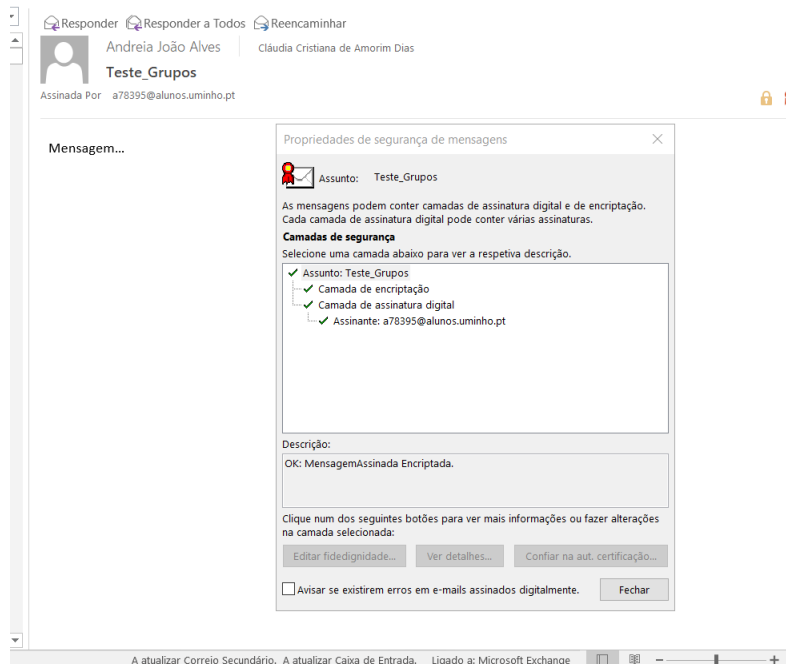 Responder Responder a Todos Reencaminhar
Andreia João Alves Cláudia Cristiana de Amorim Dias
Teste_Grupos
Assinada Por a78395@alunos.uminho.pt
Mensagem...
Propriedades de segurança de mensagens
Assunto: Teste_Grupos
As mensagens podem conter camadas de assinatura digital e de encriptação.
Cada camada de assinatura digital pode conter várias assinaturas.
Camadas de segurança
Selecione uma camada abaixo para ver a respetiva descrição.
Assunto: Teste_Grupos
Camada de encriptação
Camada de assinatura digital
Assinante: a78395@alunos.uminho.pt
Descrição:
OK: MensagemAssinada Encriptada.
Clique num dos seguintes botões para ver mais informações ou fazer alterações
na camada selecionada:
Editar fidedignidade... Ver detalhes... Confiar na aut. certificação...
Avisar se existirem erros em e-mails assinados digitalmente. Fechar
A atualizar Correio Secundário. A atualizar Caixa de Entrada. Ligado a: Microsoft Exchange